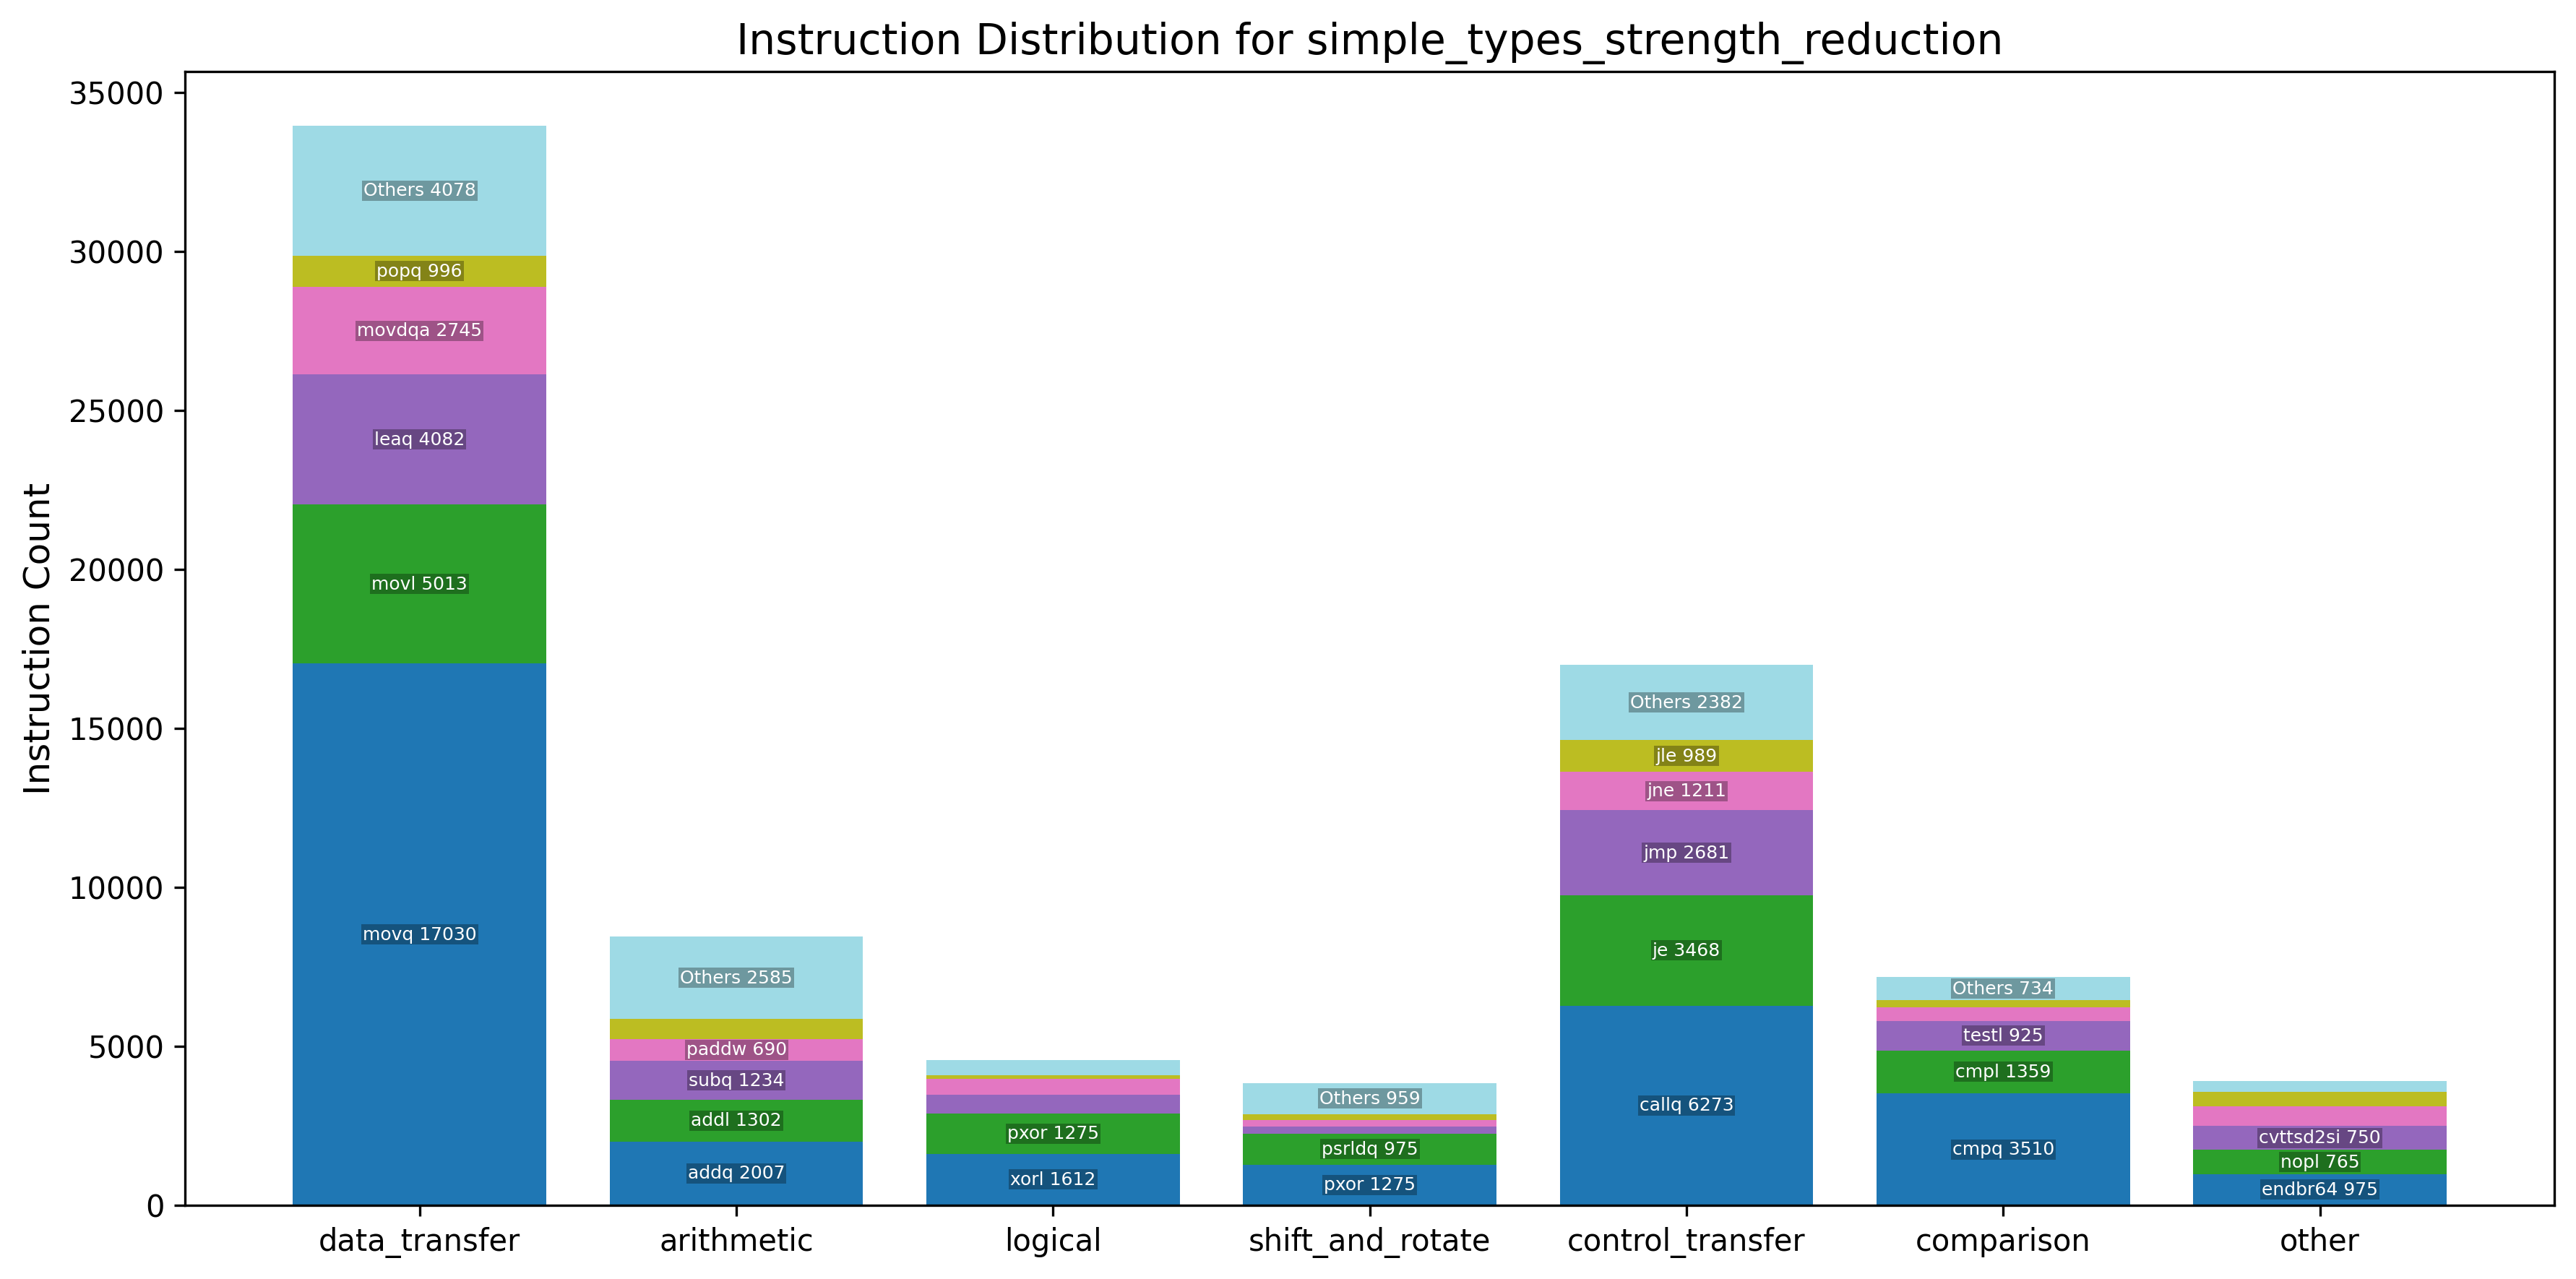 Instruction Distribution for simple_types_strength_reduction
Instruction Count
35000
30000
25000
20000
15000
10000
5000
0
Others 4078
popq 996
movdqa 2745
leaq 4082
movl 5013
movq 17030
Others 2585
paddw 690
subq 1234
addl 1302
addq 2007
pxor 1275
xorl 1612
Others 959
psrldq 975
pxor 1275
Others 2382
jle 989
jne 1211
jmp 2681
je 3468
callq 6273
Others 734
testl 925
cmpl 1359
cmpq 3510
cvttsd2si 750
nopl 765
endbr64 975
data_transfer
arithmetic
logical
shift_and_rotate
control_transfer
comparison
other